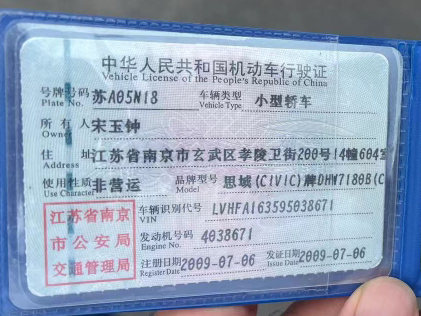 中华人民共和国机动车行驶证
Vehicle License of the People's Republic of China
号牌号码 苏A05N18 车辆类型 小型轿车
Plate No. Vehicle Type
所有人 宋玉钟
Owner
住址 江苏省南京市玄武区孝陵卫街200号14幢604室
Address
使用性质 非营运 品牌型号 思域(CIVIC)牌DHW7180B(C
Use Character Model
江苏省南京
市公安局
交通管理局
车辆识别代号 LVHFA163595038671
VIN
发动机号码 4038671
Engine No.
注册日期 2009-07-06 发证日期 2009-07-06
Register Date Issue Date